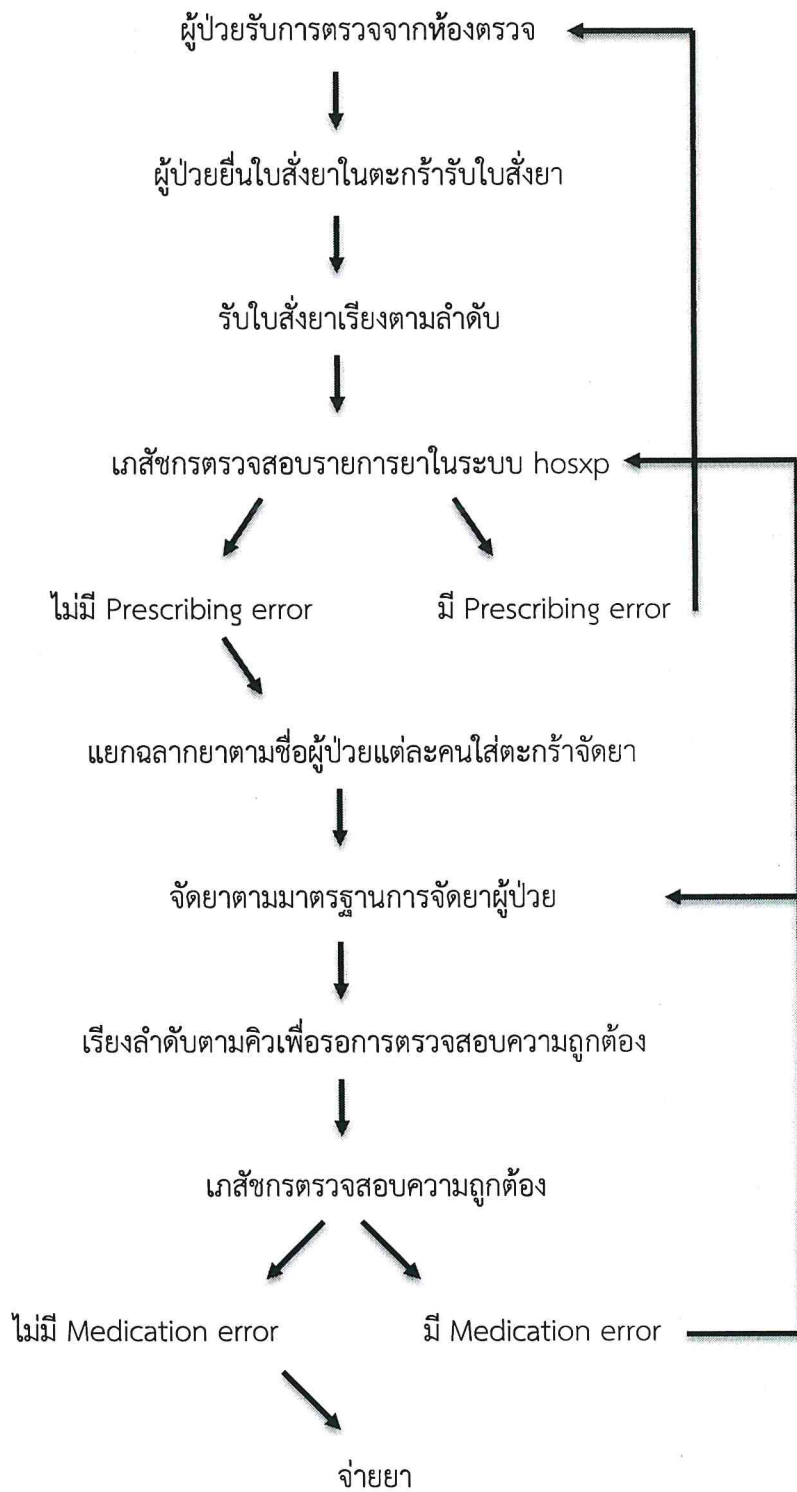 ผู้ป่วยรับการตรวจจากห้องตรวจ
ผู้ป่วยยื่นใบสั่งยาในตะกร้ารับใบสั่งยา
รับใบสั่งยาเรียงตามลำดับ
เภสัชกรตรวจสอบรายการยาในระบบ hosxp
ไม่มี Prescribing error
มี Prescribing error
แยกฉลากยาตามชื่อผู้ป่วยแต่ละคนใส่ตะกร้าจัดยา
จัดยาตามมาตรฐานการจัดยาผู้ป่วย
เรียงลำดับตามคิวเพื่อรอการตรวจสอบความถูกต้อง
เภสัชกรตรวจสอบความถูกต้อง
ไม่มี Medication error
มี Medication error
จ่ายยา